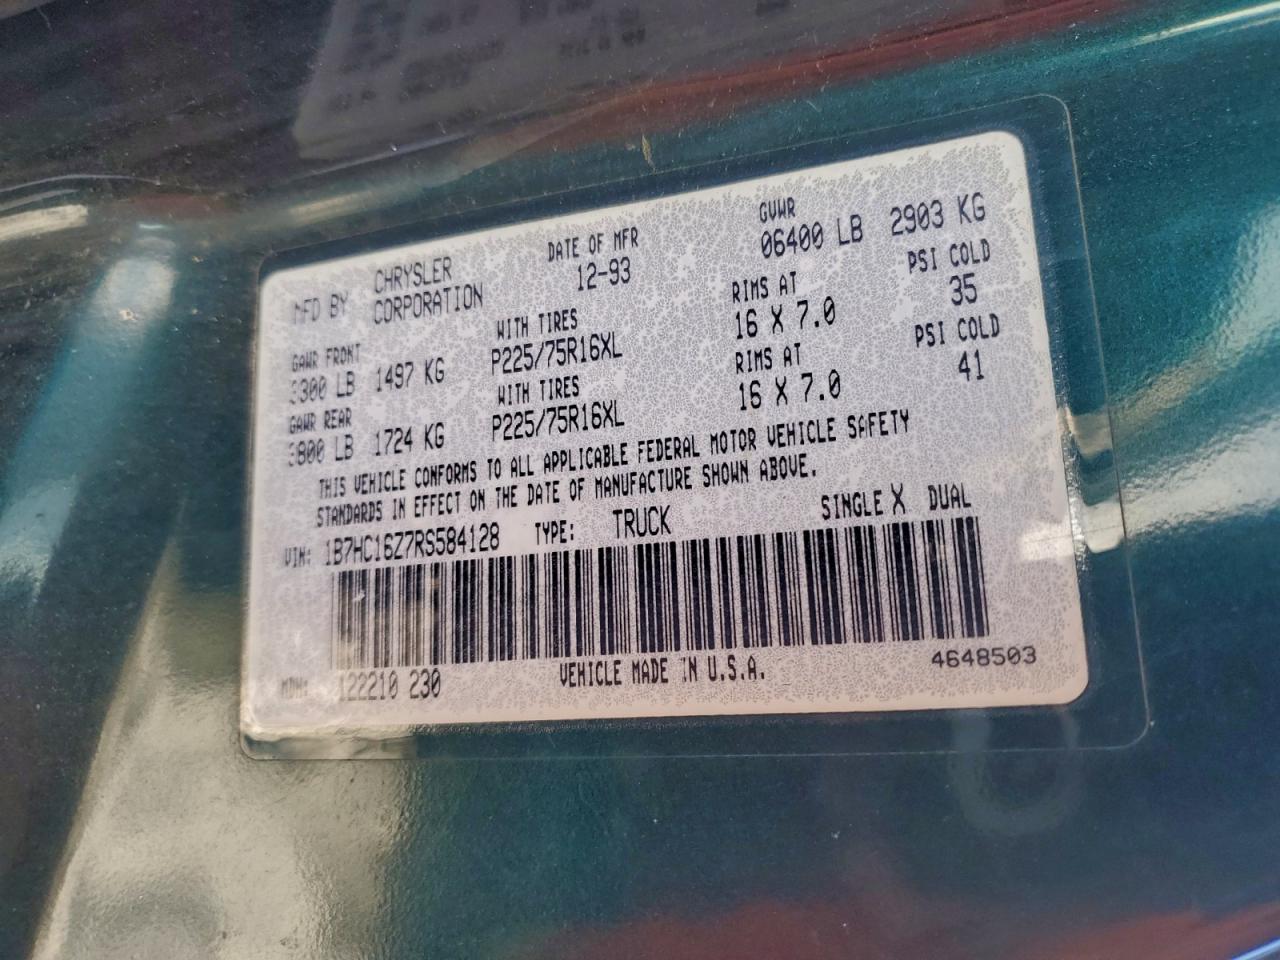 MFD BY CHRYSLER CORPORATION
DATE OF MFR 12-93
GVWR 06400 LB 2903 KG
GAWR FRONT WITH TIRES RIMS AT PSI COLD
3300 LB 1497 KG P225/75R16XL 16 X 7.0 35
GAWR REAR WITH TIRES RIMS AT PSI COLD
3800 LB 1724 KG P225/75R16XL 16 X 7.0 41
THIS VEHICLE CONFORMS TO ALL APPLICABLE FEDERAL MOTOR VEHICLE SAFETY
STANDARDS IN EFFECT ON THE DATE OF MANUFACTURE SHOWN ABOVE.
VIN: 1B7HC16Z7RS584128 TYPE: TRUCK SINGLE X DUAL
MDH: 122210 230 VEHICLE MADE IN U.S.A. 4648503